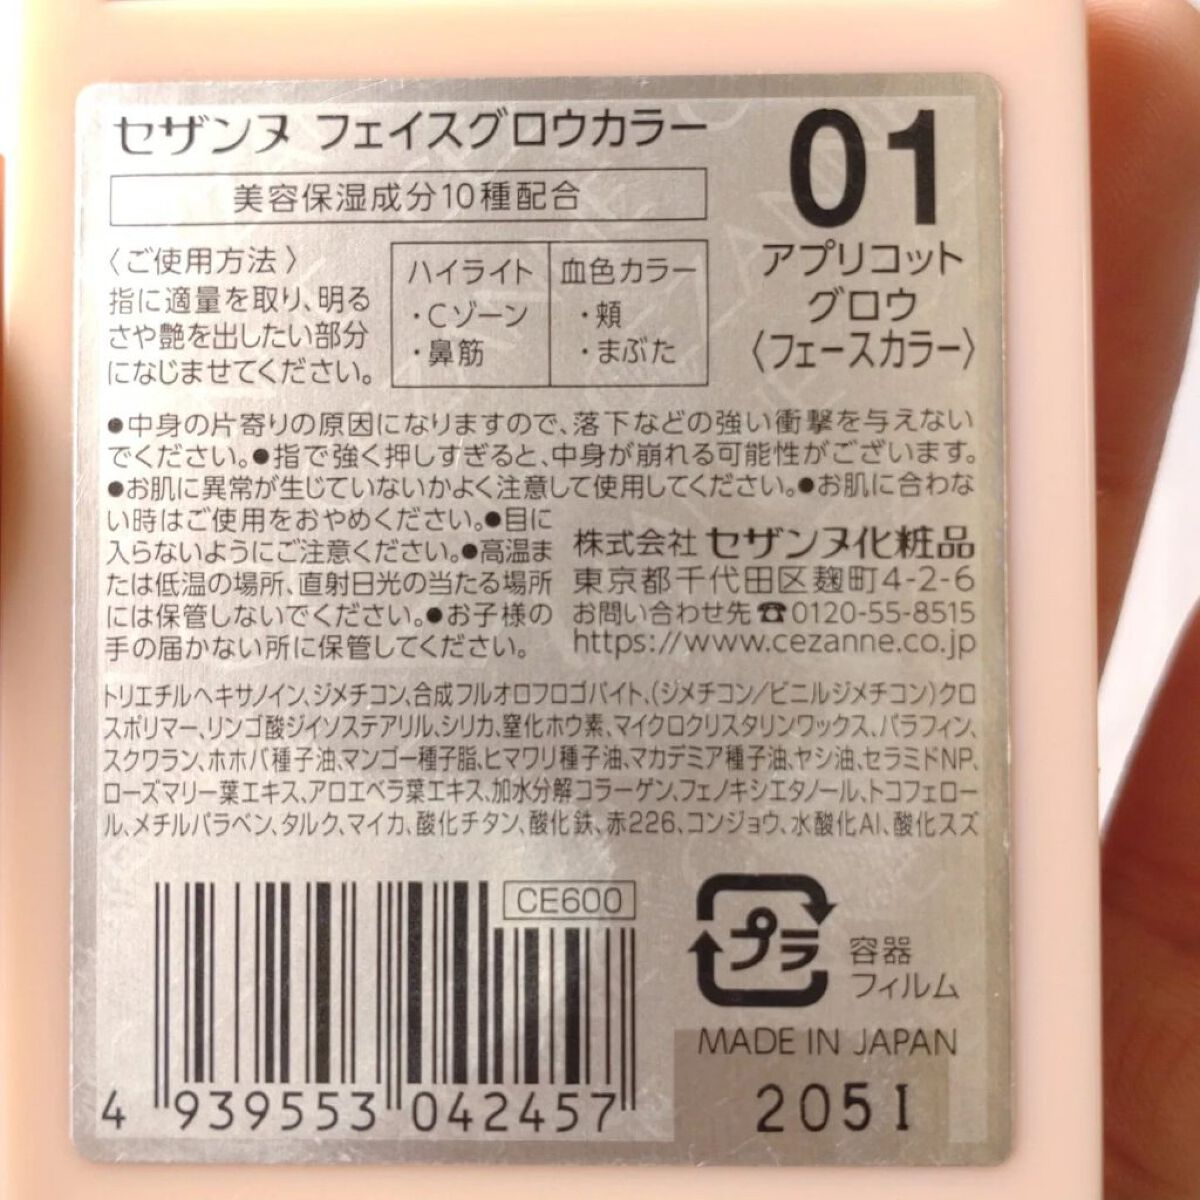 セザンヌ フェイスグロウカラー
美容保湿成分10種配合
01
アプリコット
グロウ
〈フェースカラー〉
〈ご使用方法〉
指に適量を取り、明る
さや艶を出したい部分
になじませてください。
ハイライト
・Cゾーン
・鼻筋
血色カラー
・頬
・まぶた
●中身の片寄りの原因になりますので、落下などの強い衝撃を与えない
でください。●指で強く押しすぎると、中身が崩れる可能性がございます。
●お肌に異常が生じていないかよく注意して使用してください。●お肌に合わな
い時はご使用をおやめください。●目に
入らないようにご注意ください。●高温ま
たは低温の場所、直射日光の当たる場所
には保管しないでください。●お子様の
手の届かない所に保管してください。
株式会社 セザンヌ化粧品
東京都千代田区麹町4-2-6
お問い合わせ先☎0120-55-8515
https://www.cezanne.co.jp
トリエチルヘキサノイン、ジメチコン、合成フルオロフロゴパイト、(ジメチコン/ビニルジメチコン)クロ
スポリマー、リンゴ酸ジイソステアリル、シリカ、窒化ホウ素、マイクロクリスタリンワックス、パラフィン、
スクワラン、ホホバ種子油、マンゴー種子脂、ヒマワリ種子油、マカデミア種子油、ヤシ油、セラミドNP、
ローズマリー葉エキス、アロエベラ葉エキス、加水分解コラーゲン、フェノキシエタノール、トコフェロー
ル、メチルパラベン、タルク、マイカ、酸化チタン、酸化鉄、赤226、コンジョウ、水酸化Al、酸化スズ
CE600
4 939553 042457
プラ
容器
フィルム
MADE IN JAPAN
205I